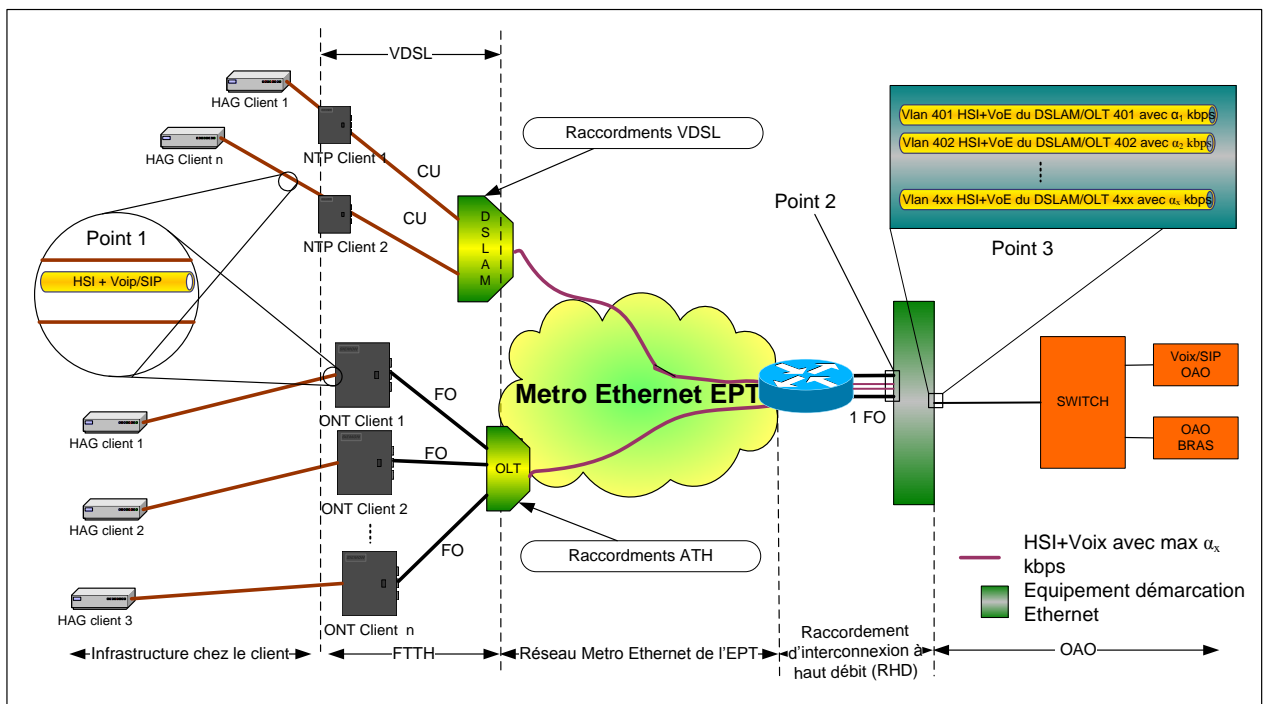 VDSL
HAG Client 1
HAG Client n
NTP Client 1
NTP Client 2
CU
CU
DSLAM
Raccordments VDSL
Point 1
HSI + Voip/SIP
Vlan 401 HSI+VoE du DSLAM/OLT 401 avec α1 kbps
Vlan 402 HSI+VoE du DSLAM/OLT 402 avec α2 kbps
Vlan 4xx HSI+VoE du DSLAM/OLT 4xx avec αx kbps
Point 2
Point 3
Metro Ethernet EPT
1 FO
SWITCH
Voix/SIP
OAO
OAO
BRAS
HAG client 1
ONT Client 1
FO
HAG client 2
ONT Client 2
FO
OLT
HAG client 3
ONT Client n
FO
Raccordments ATH
HSI+Voix avec max αx
kbps
Equipement démarcation
Ethernet
Infrastructure chez le client
FTTH
Réseau Metro Ethernet de l'EPT
Raccordement
d'interconnexion à
haut débit (RHD)
OAO